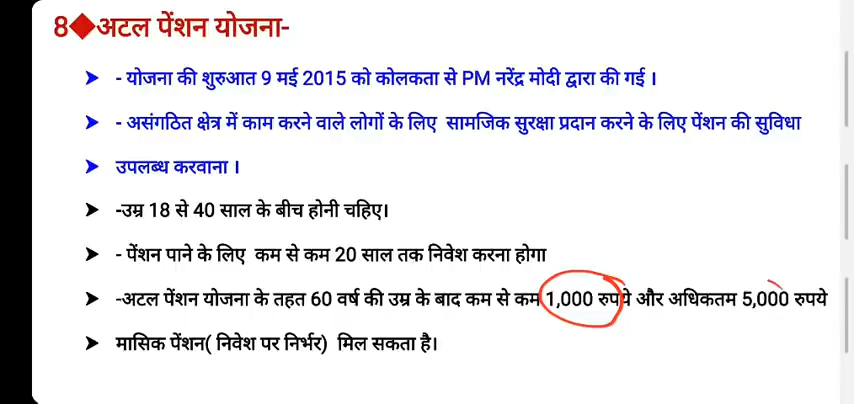 8◆अटल पेंशन योजना-
➤ - योजना की शुरुआत 9 मई 2015 को कोलकता से PM नरेंद्र मोदी द्वारा की गई ।
➤ - असंगठित क्षेत्र में काम करने वाले लोगों के लिए सामजिक सुरक्षा प्रदान करने के लिए पेंशन की सुविधा
➤ उपलब्ध करवाना ।
➤ -उम्र 18 से 40 साल के बीच होनी चहिए।
➤ - पेंशन पाने के लिए कम से कम 20 साल तक निवेश करना होगा
➤ -अटल पेंशन योजना के तहत 60 वर्ष की उम्र के बाद कम से कम 1,000 रुपये और अधिकतम 5,000 रुपये
➤ मासिक पेंशन( निवेश पर निर्भर) मिल सकता है।